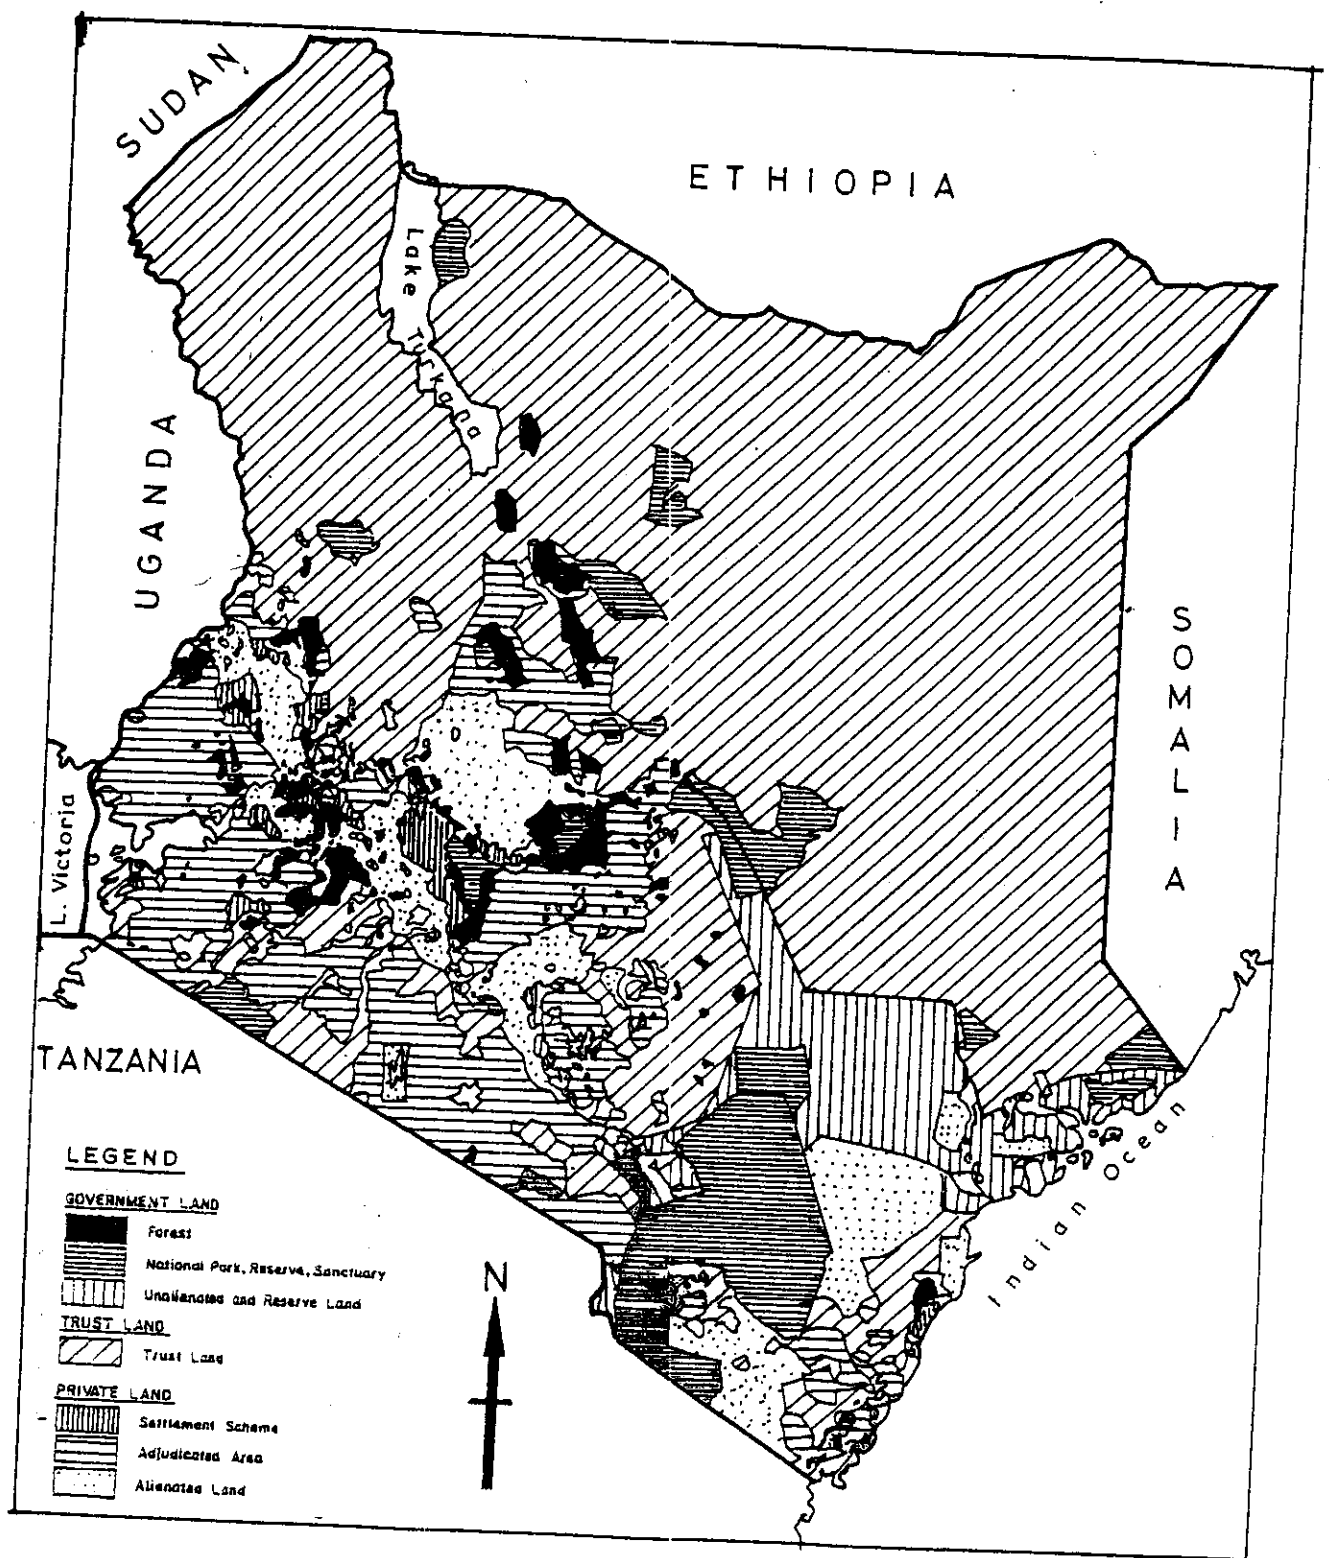 SUDAN
ETHIOPIA
Lake Turkana
UGANDA
SOMALIA
L. Victoria
TANZANIA
Indian Ocean
N
LEGEND
GOVERNMENT LAND
Forest
National Park, Reserve, Sanctuary
Unalienated and Reserve Land
TRUST LAND
Trust Land
PRIVATE LAND
Settlement Scheme
Adjudicated Area
Alienated Land